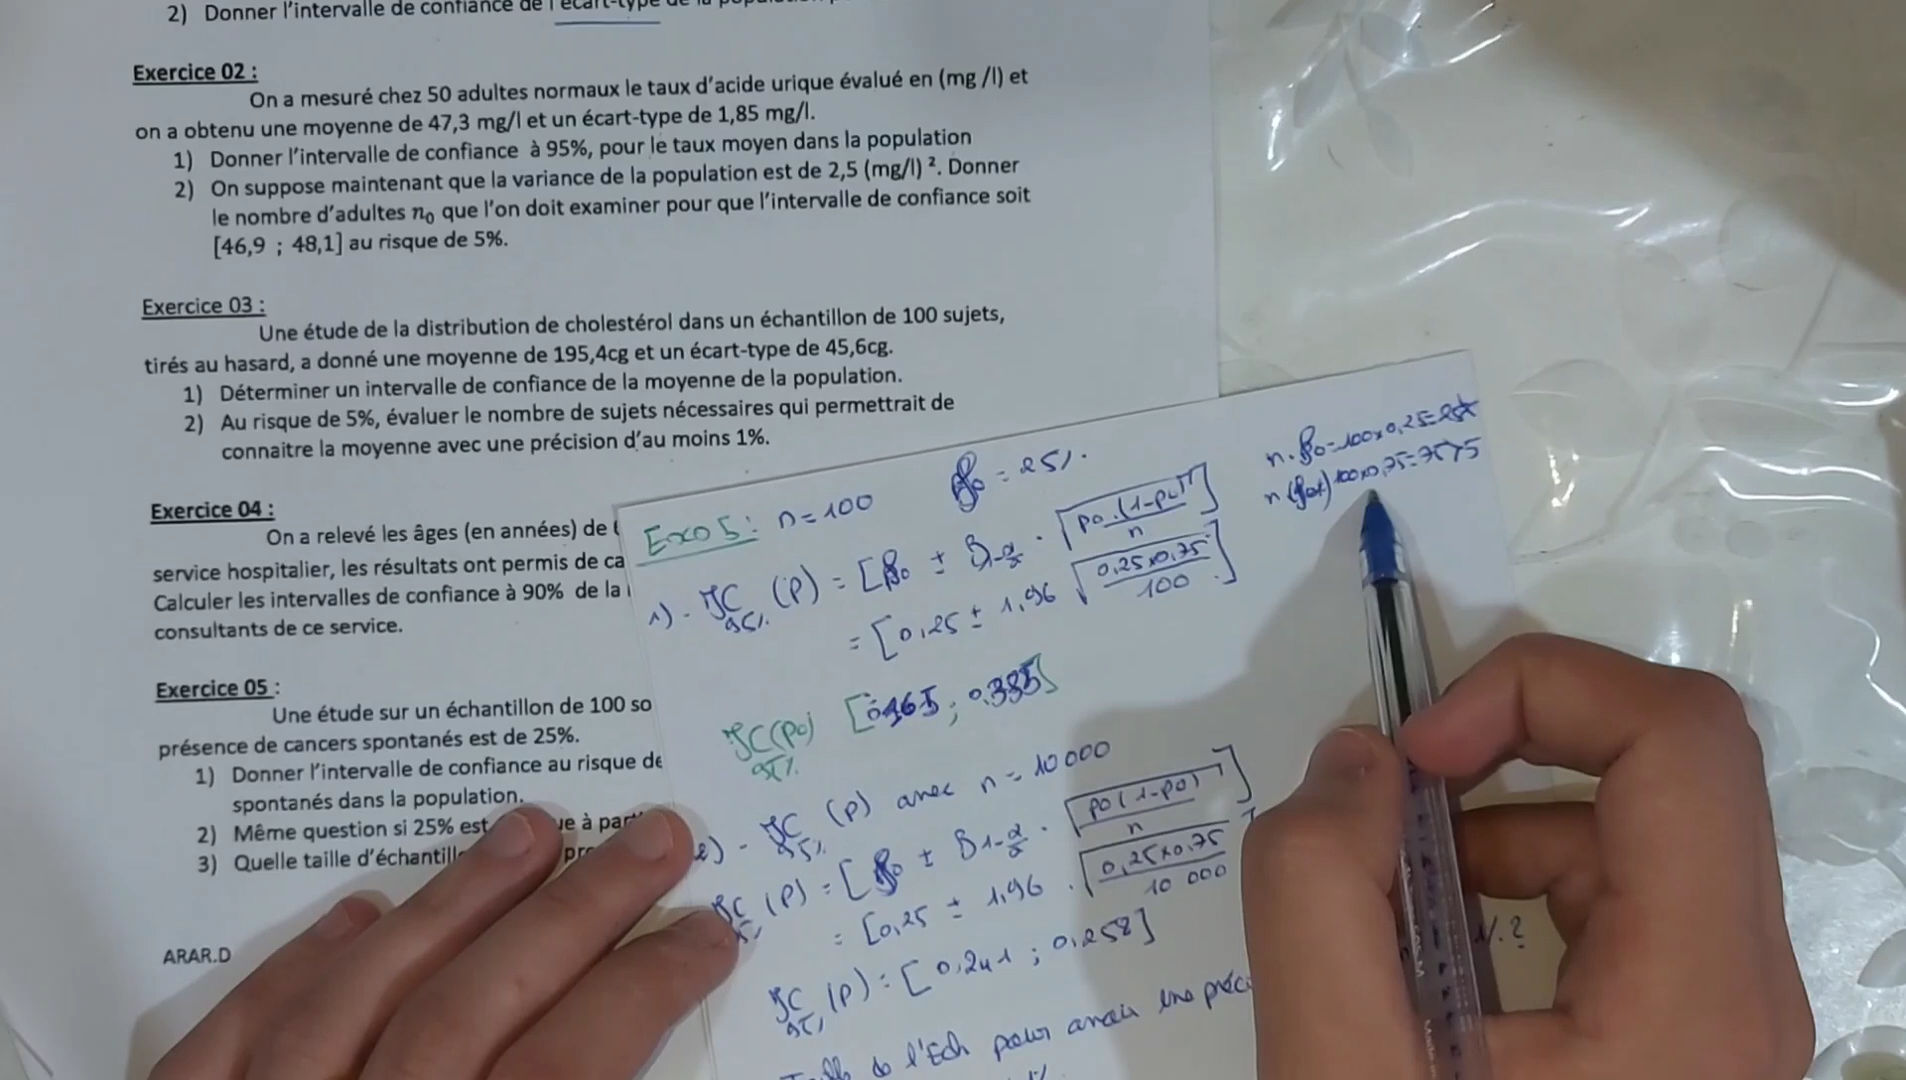 2) Donner l'intervalle de confiance de l'écart-type de la population
Exercice 02 :
On a mesuré chez 50 adultes normaux le taux d'acide urique évalué en (mg /l) et
on a obtenu une moyenne de 47,3 mg/l et un écart-type de 1,85 mg/l.
1) Donner l'intervalle de confiance à 95%, pour le taux moyen dans la population
2) On suppose maintenant que la variance de la population est de 2,5 (mg/l) ². Donner
le nombre d'adultes n₀ que l'on doit examiner pour que l'intervalle de confiance soit
[46,9 ; 48,1] au risque de 5%.
Exercice 03 :
Une étude de la distribution de cholestérol dans un échantillon de 100 sujets,
tirés au hasard, a donné une moyenne de 195,4cg et un écart-type de 45,6cg.
1) Déterminer un intervalle de confiance de la moyenne de la population.
2) Au risque de 5%, évaluer le nombre de sujets nécessaires qui permettrait de
connaitre la moyenne avec une précision d'au moins 1%.
Exercice 04 :
On a relevé les âges (en années) de
service hospitalier, les résultats ont permis de ca
Calculer les intervalles de confiance à 90% de la
consultants de ce service.
Exercice 05 :
Une étude sur un échantillon de 100 so
présence de cancers spontanés est de 25%.
1) Donner l'intervalle de confiance au risque de
spontanés dans la population.
2) Même question si 25% est à par
3) Quelle taille d'échantill
ARAR.D
Exo 5 : n = 100 = 25%.
n. = 100 x 0,25 =
n 100 x 0,75 = 75 > 5
1) - IC 95% (p) = [ p0 ± 1-α/2 . √(p0 . (1-p0) / n) ]
= [ 0,25 ± 1,96 √(0,25 x 0,75 / 100) ]
IC 95% (p0) [0,165 ; 0,335]
2) - IC 95% (p) avec n = 10 000
IC 95% (p) = [ p0 ± 1-α/2 . √(p0 (1-p0) / n) ]
= [0,25 ± 1,96 . √(0,25 x 0,75 / 10 000) ]
IC 95% (p) = [ 0,241 ; 0,258 ]
de l'Ech pour avoir une préci